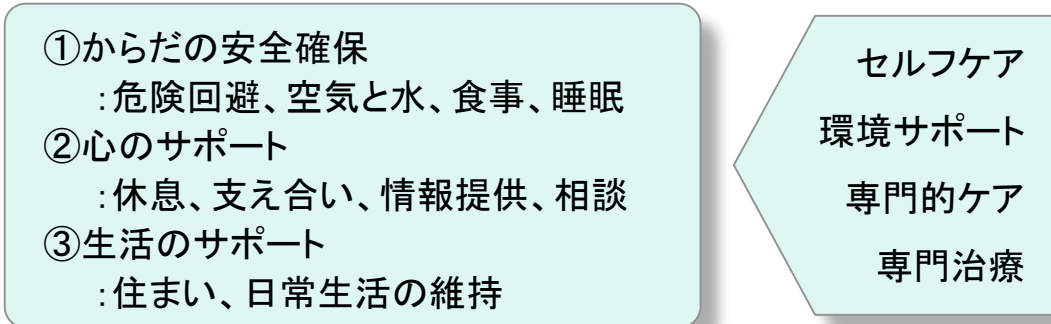 ①からだの安全確保
:危険回避、空気と水、食事、睡眠
②心のサポート
:休息、支え合い、情報提供、相談
③生活のサポート
:住まい、日常生活の維持
セルフケア
環境サポート
専門的ケア
専門治療